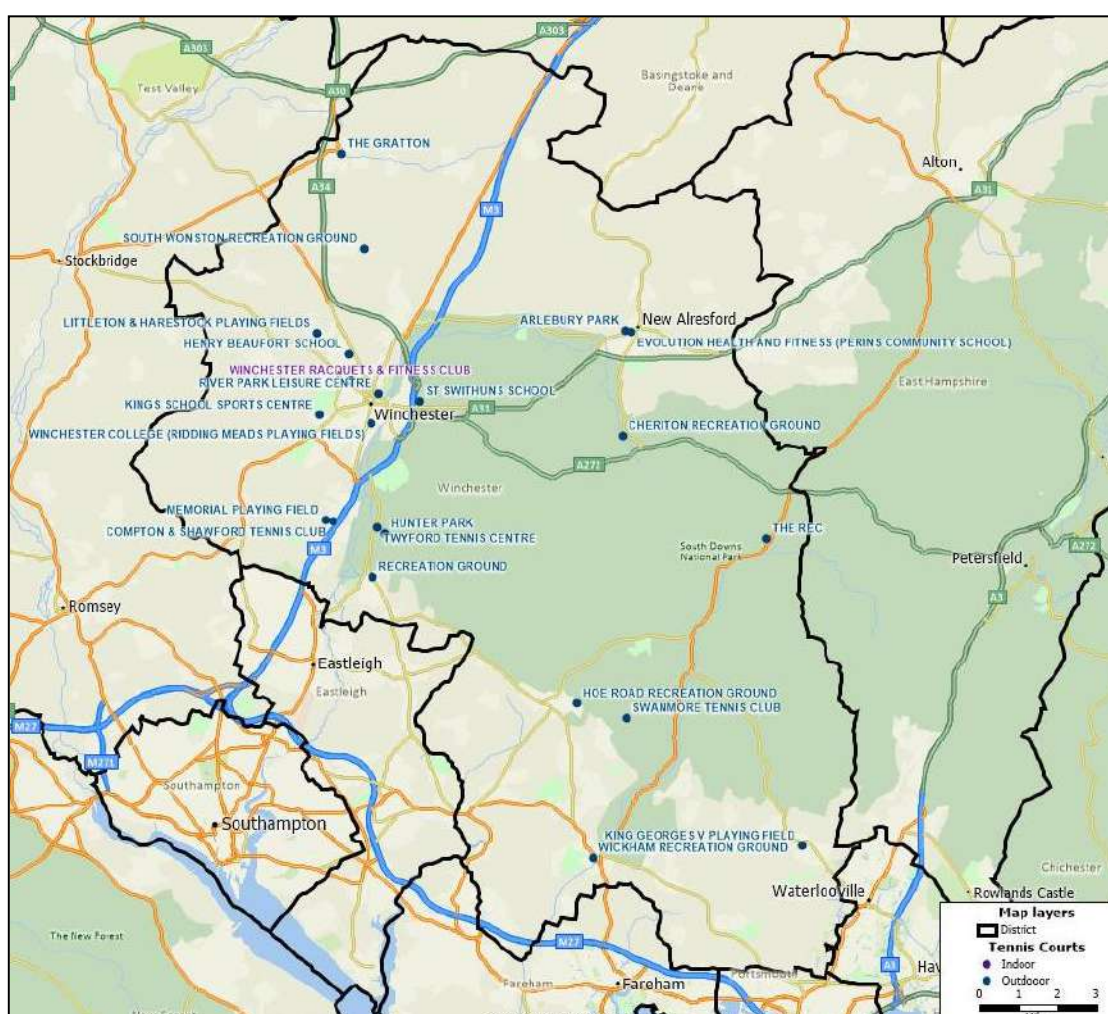 A303
A303
Basingstoke and
Deane
Test Valley
A30
THE GRATTON
Alton
A31
A34
M3
SOUTH WONSTON RECREATION GROUND
Stockbridge
LITTLETON & HARESTOCK PLAYING FIELDS
ARLEBURY PARK
New Alresford
HENRY BEAUFORT SCHOOL
EVOLUTION HEALTH AND FITNESS (PERINS COMMUNITY SCHOOL)
WINCHESTER RACQUETS & FITNESS CLUB
East Hampshire
RIVER PARK LEISURE CENTRE
ST SWITHUNS SCHOOL
KINGS SCHOOL SPORTS CENTRE
Winchester
A31
WINCHESTER COLLEGE (RIDDING MEADS PLAYING FIELDS)
CHERITON RECREATION GROUND
A272
Winchester
MEMORIAL PLAYING FIELD
HUNTER PARK
COMPTON & SHAWFORD TENNIS CLUB
TWYFORD TENNIS CENTRE
THE REC
M3
South Downs
National Park
A272
Petersfield
RECREATION GROUND
A3
Romsey
Eastleigh
Eastleigh
HOE ROAD RECREATION GROUND
SWANMORE TENNIS CLUB
M27
M271
Southampton
Southampton
KING GEORGES V PLAYING FIELD
WICKHAM RECREATION GROUND
Chichester
Waterlooville
Rowlands Castle
The New Forest
M27
A3
Hav
Portsmouth
Fareham
Fareham
Map layers
District
Tennis Courts
Indoor
Outdooor
0 1 2 3